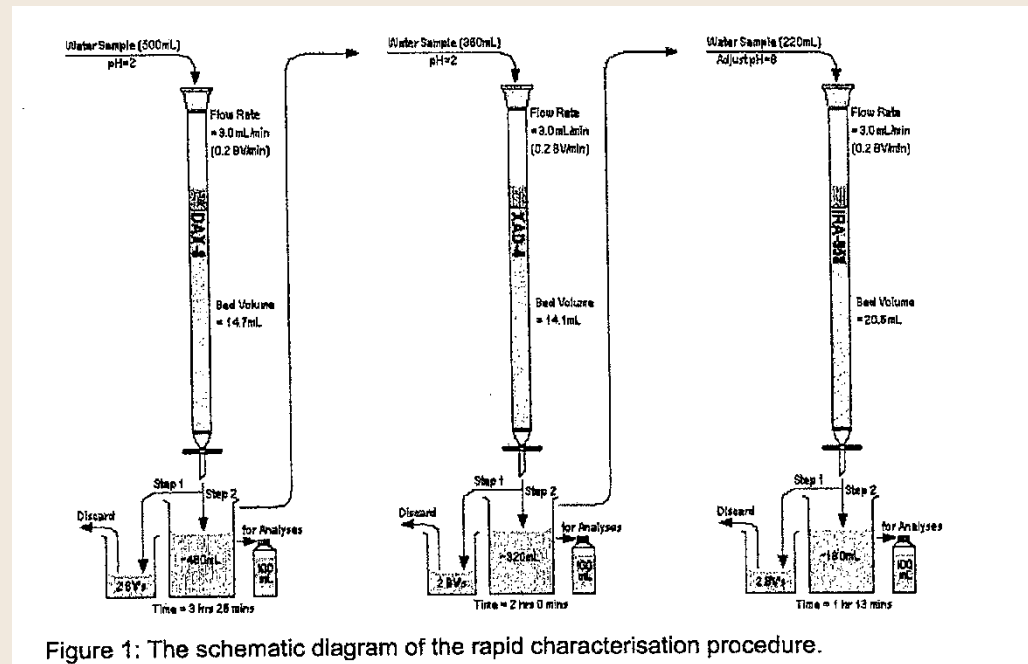 Water Sample (500mL)
pH=2
Flow Rate
= 3.0mL/min
(0.2 BV/min)
DAX-8
Bed Volume
= 14.7mL
Step 1
Step 2
Discard
for Analyses
2 BVs
100
mL
Time = 3 hrs 25 mins
Water Sample (360mL)
pH=2
Flow Rate
= 3.0mL/min
(0.2 BV/min)
XAD-4
Bed Volume
= 14.1mL
Step 1
Step 2
Discard
for Analyses
2 BVs
~320mL
100
mL
Time = 2 hrs 0 mins
Water Sample (220mL)
Adjust pH=8
Flow Rate
= 3.0mL/min
(0.2 BV/min)
IRA-958
Bed Volume
= 20.5mL
Step 1
Step 2
Discard
for Analyses
2 BVs
~180mL
100
mL
Time = 1 hr 13 mins
Figure 1: The schematic diagram of the rapid characterisation procedure.